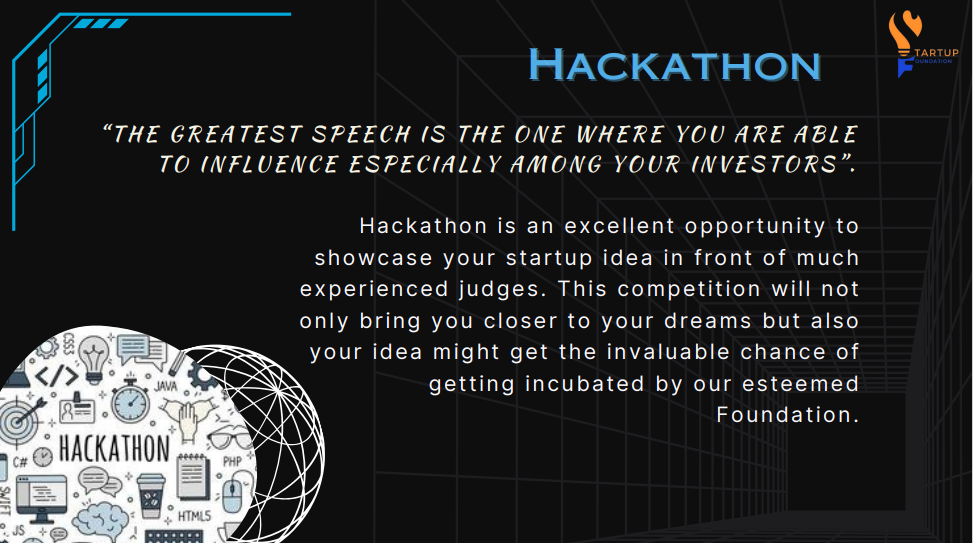 HACKATHON
TARTUP
OUNDATION
“THE GREATEST SPEECH IS THE ONE WHERE YOU ARE ABLE
TO INFLUENCE ESPECIALLY AMONG YOUR INVESTORS”.
Hackathon is an excellent opportunity to
showcase your startup idea in front of much
experienced judges. This competition will not
only bring you closer to your dreams but also
your idea might get the invaluable chance of
getting incubated by our esteemed
Foundation.
CSS
</>
JAVA
HACKATHON
C#
PHP
SWIFT
HTML5
JS